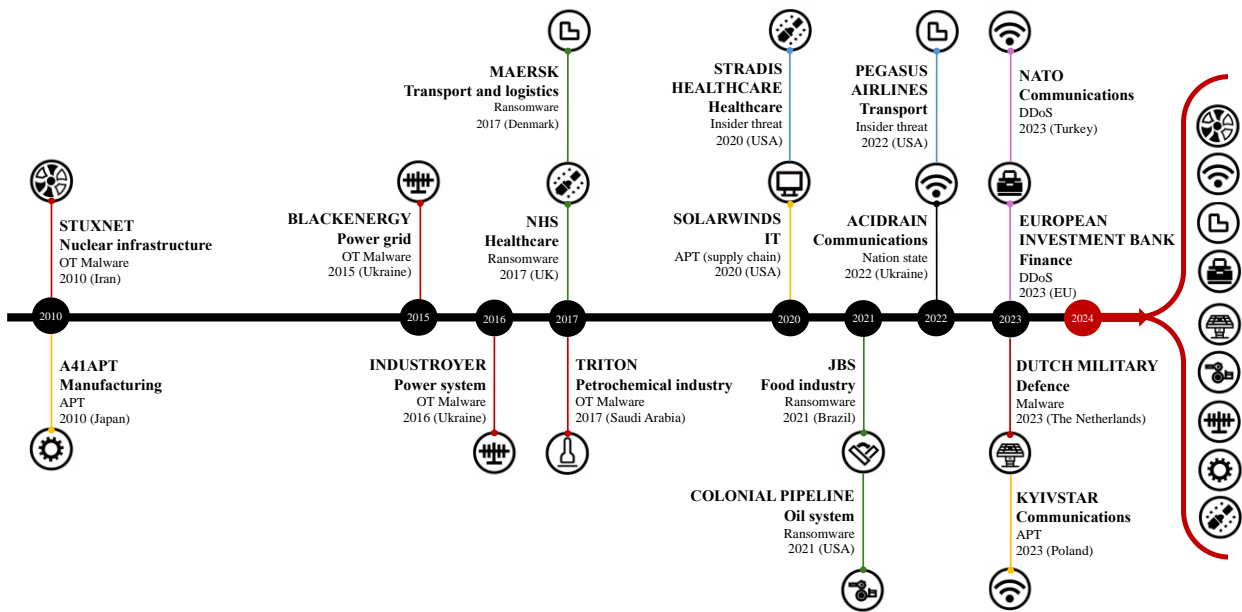 MAERSK
Transport and logistics
Ransomware
2017 (Denmark)
STRADIS
HEALTHCARE
Healthcare
Insider threat
2020 (USA)
PEGASUS
AIRLINES
Transport
Insider threat
2022 (USA)
NATO
Communications
DDoS
2023 (Turkey)
STUXNET
Nuclear infrastructure
OT Malware
2010 (Iran)
BLACKENERGY
Power grid
OT Malware
2015 (Ukraine)
NHS
Healthcare
Ransomware
2017 (UK)
SOLARWINDS
IT
APT (supply chain)
2020 (USA)
ACIDRAIN
Communications
Nation state
2022 (Ukraine)
EUROPEAN
INVESTMENT BANK
Finance
DDoS
2023 (EU)
2010
2015
2016
2017
2020
2021
2022
2023
2024
A41APT
Manufacturing
APT
2010 (Japan)
INDUSTROYER
Power system
OT Malware
2016 (Ukraine)
TRITON
Petrochemical industry
OT Malware
2017 (Saudi Arabia)
JBS
Food industry
Ransomware
2021 (Brazil)
DUTCH MILITARY
Defence
Malware
2023 (The Netherlands)
COLONIAL PIPELINE
Oil system
Ransomware
2021 (USA)
KYIVSTAR
Communications
APT
2023 (Poland)